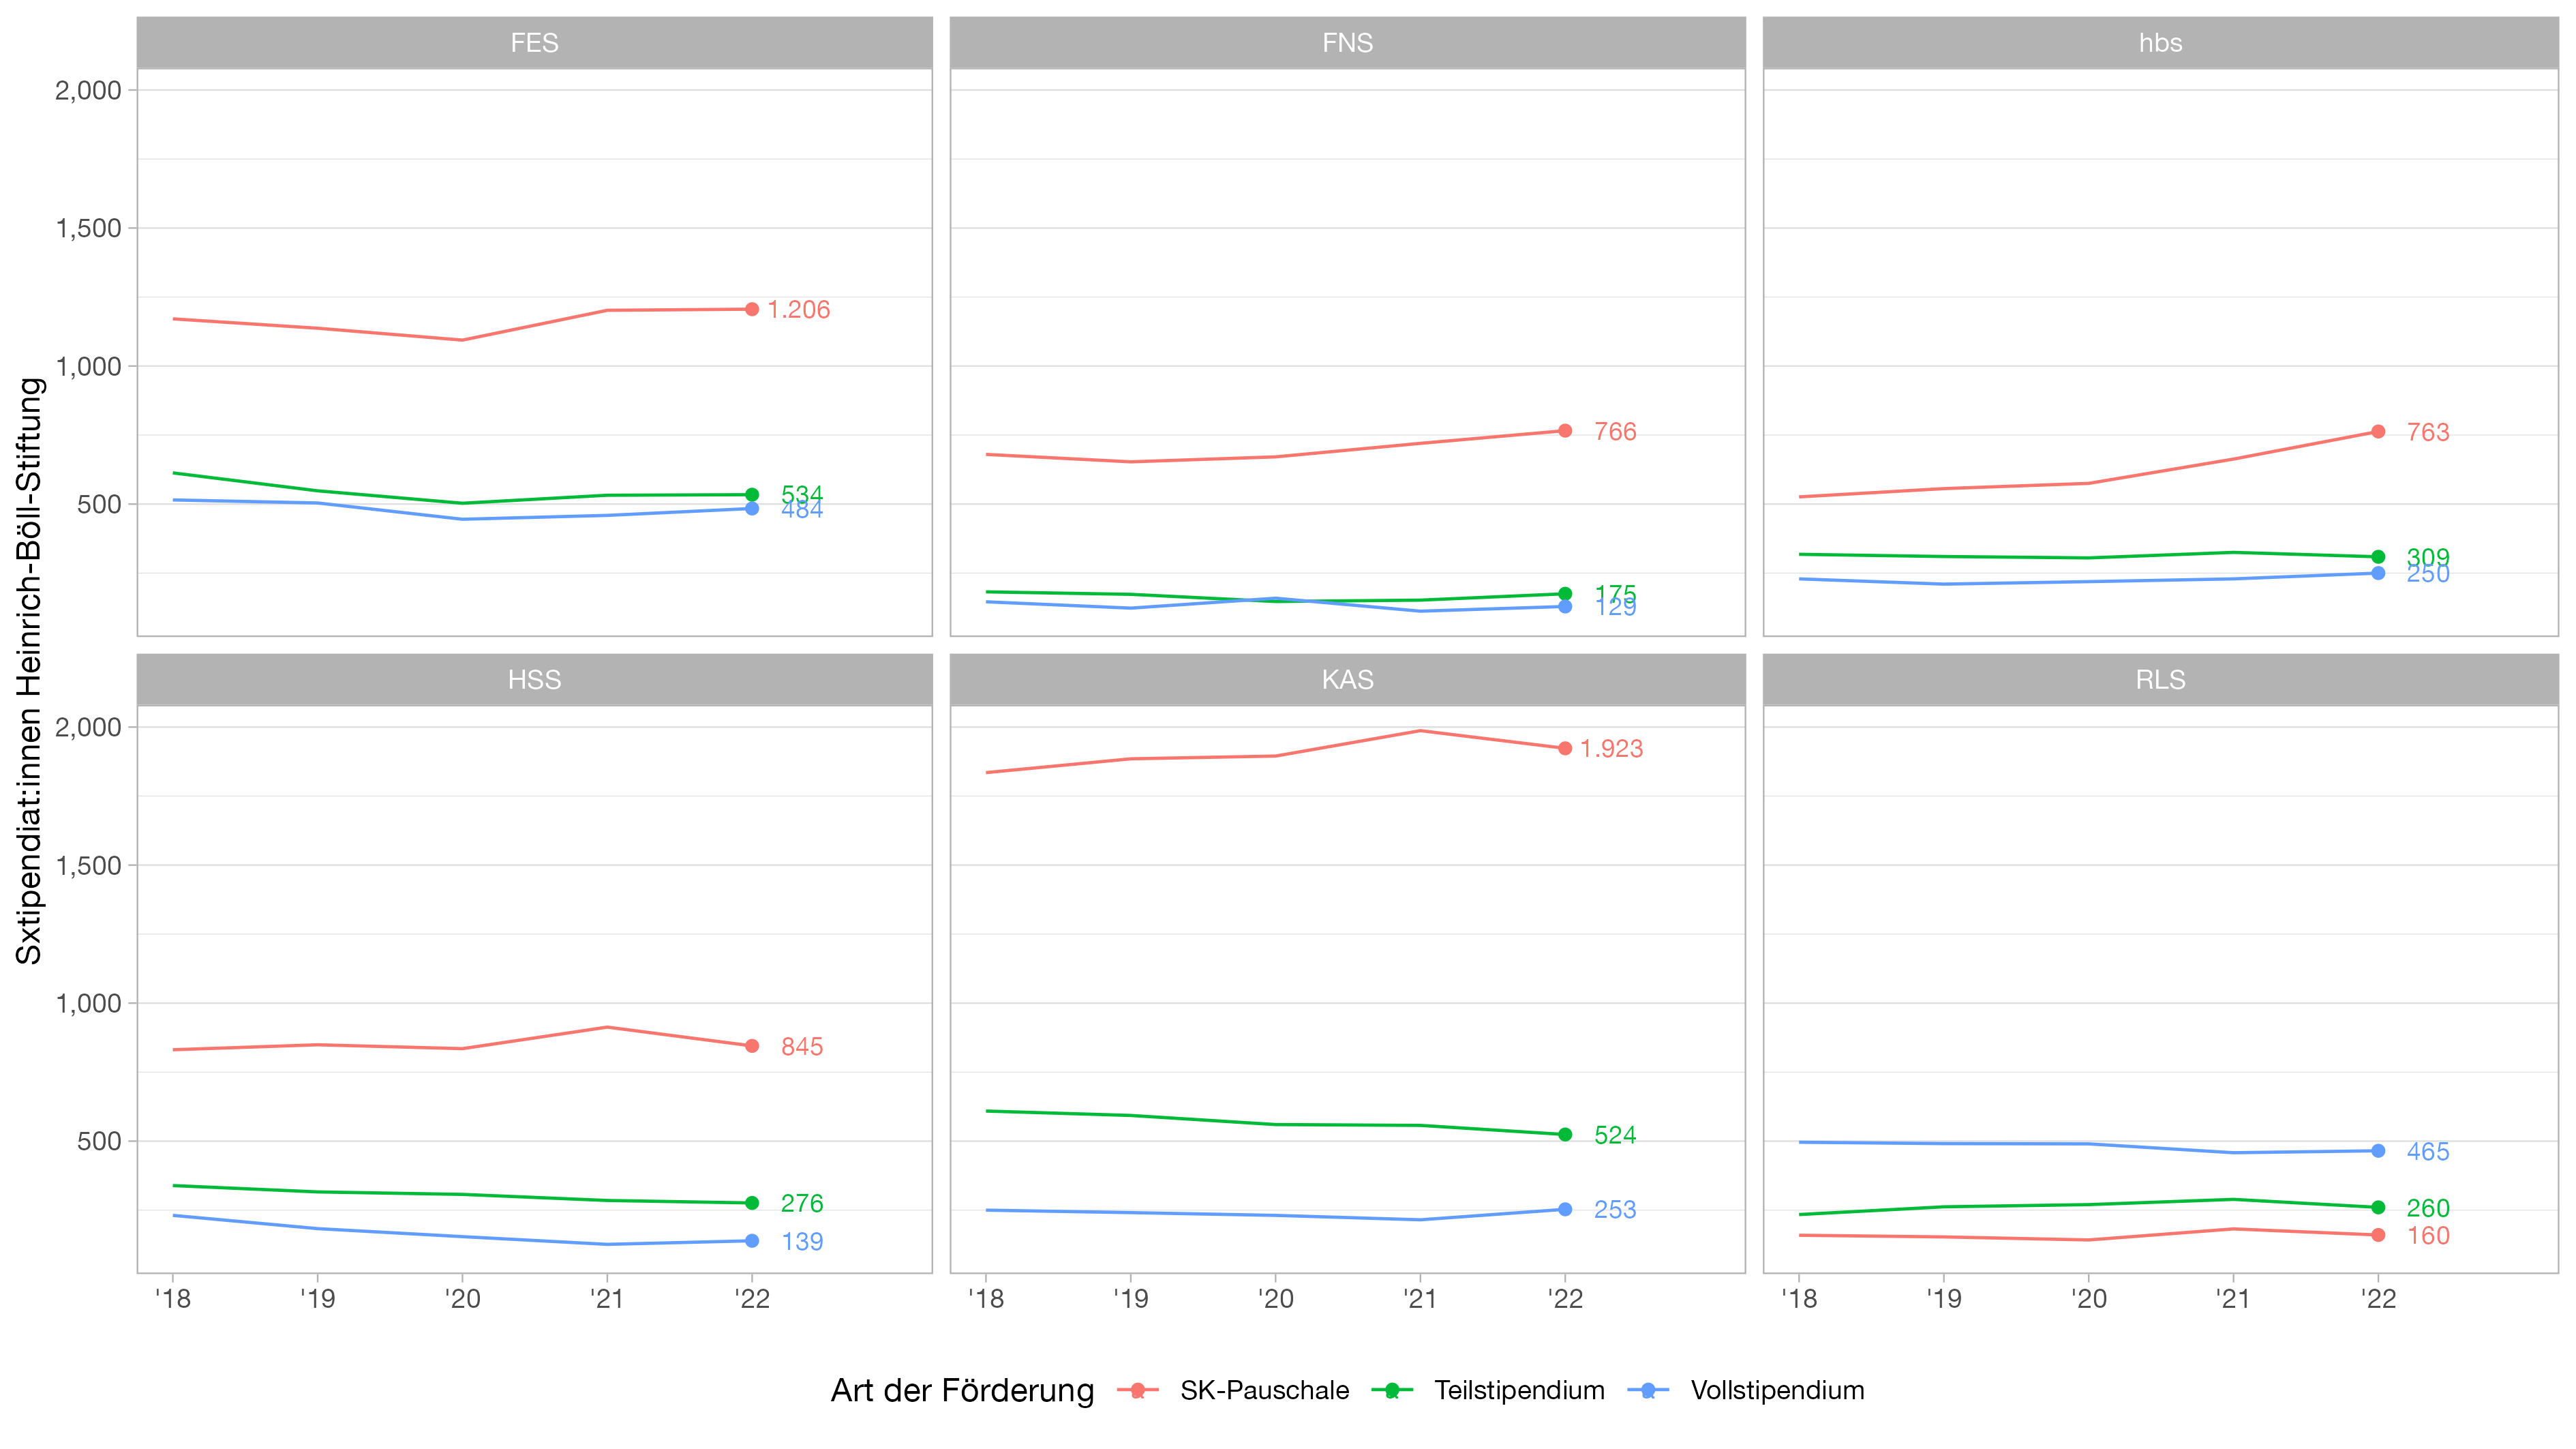 FES
FNS
hbs
2,000
1,500
1,000
500
1.206
534
484
766
175
129
763
309
250
Sxtipendiat:innen Heinrich-Böll-Stiftung
HSS
KAS
RLS
2,000
1,500
1,000
500
845
276
139
1.923
524
253
465
260
160
'18 '19 '20 '21 '22
'18 '19 '20 '21 '22
'18 '19 '20 '21 '22
Art der Förderung SK-Pauschale Teilstipendium Vollstipendium